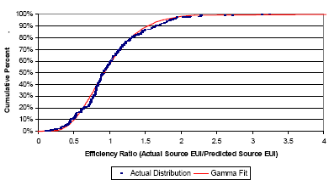 100%
90%
80%
70%
60%
50%
40%
30%
20%
10%
0%
Cumulative Percent
0 0.5 1 1.5 2 2.5 3 3.5 4
Efficiency Ratio (Actual Source EUI/Predicted Source EUI)
Actual Distribution Gamma Fit